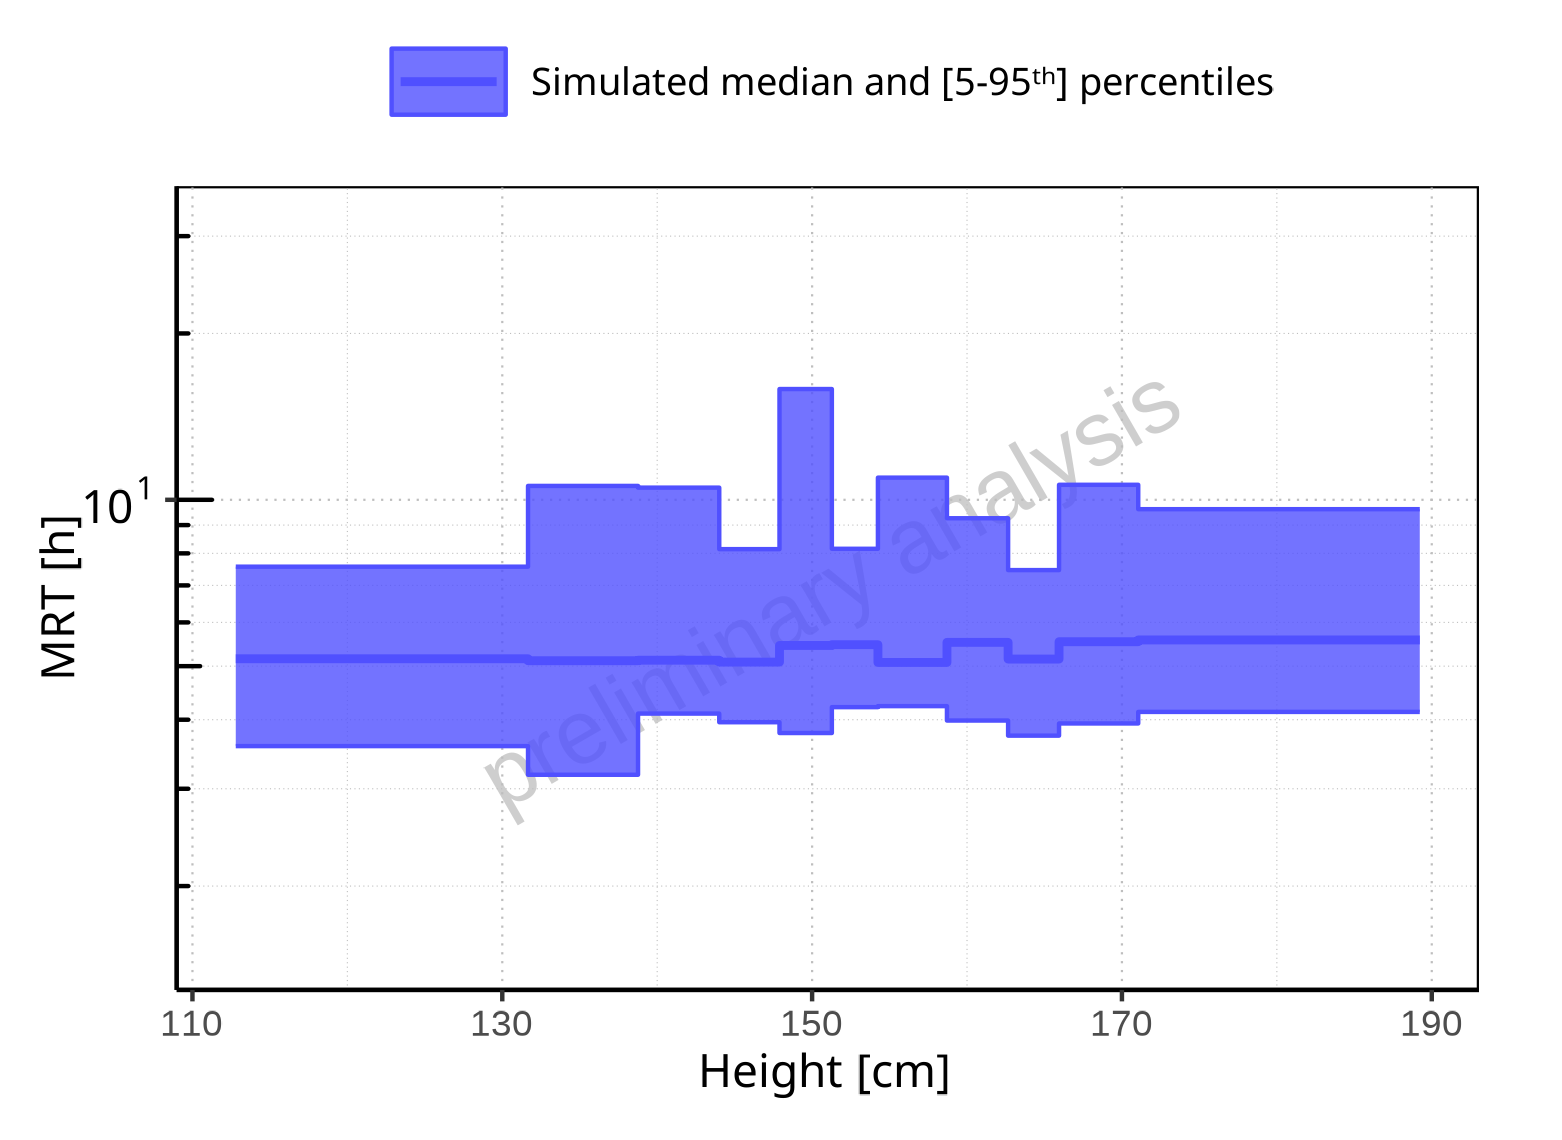 Simulated median and [5-95ᵗʰ] percentiles
10¹
MRT [h]
preliminary analysis
110 130 150 170 190
Height [cm]